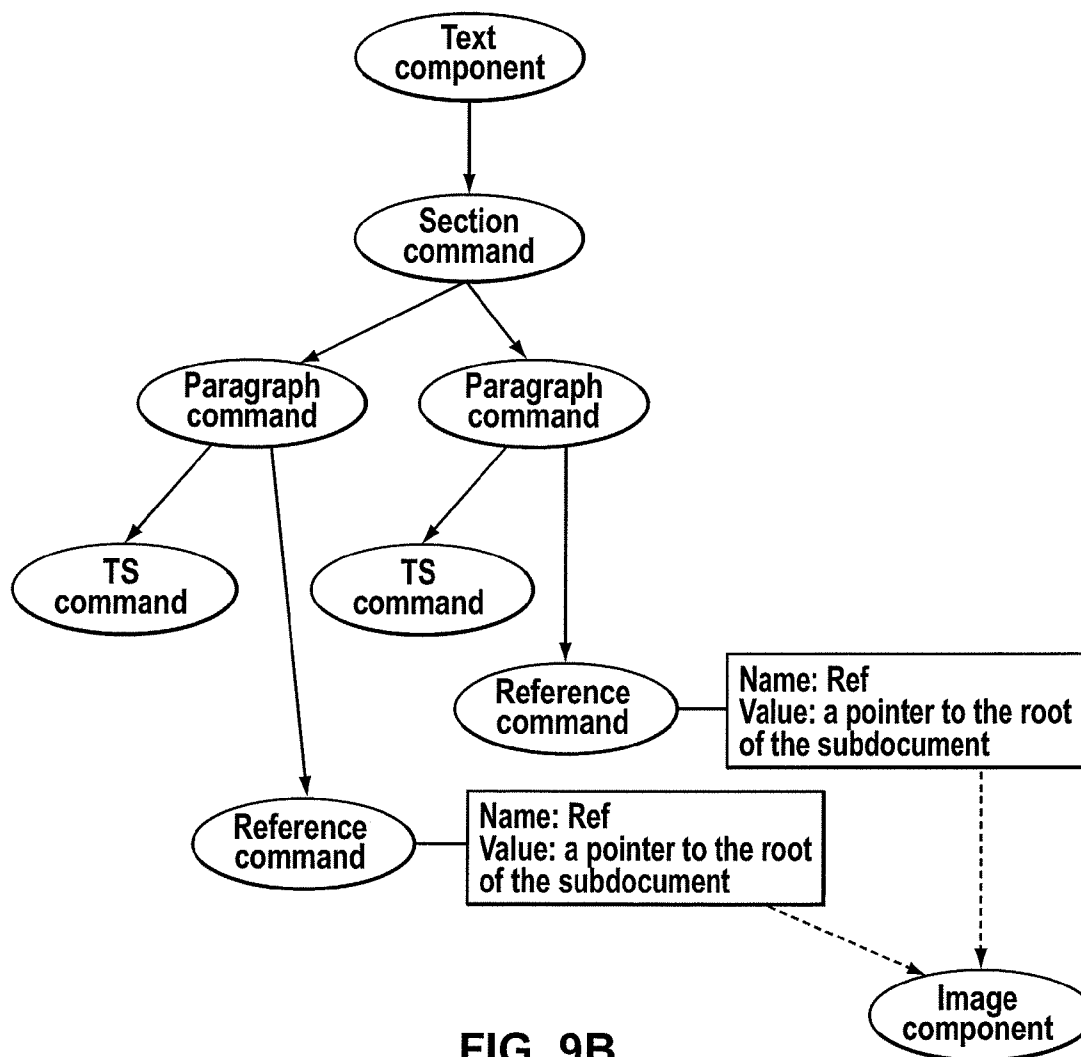 Text
component
Section
command
Paragraph
command
Paragraph
command
TS
command
TS
command
Reference
command
Name: Ref
Value: a pointer to the root
of the subdocument
Reference
command
Name: Ref
Value: a pointer to the root
of the subdocument
Image
component
FIG. 9B